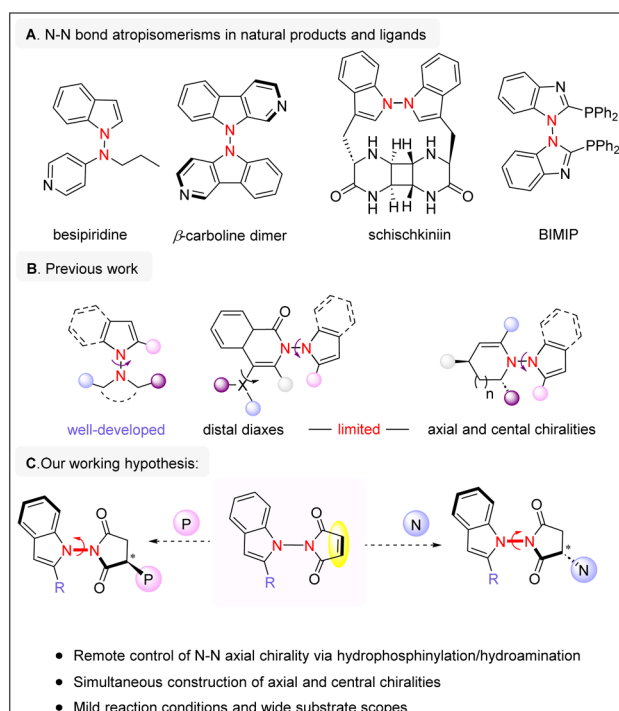 A. N-N bond atropisomerisms in natural products and ligands
N
N
N
N
N
N
N
N N
HN
H H
NH
O
N
H
H H
N
H
O
N
PPh2
N
N
PPh2
N
besipiridine
β-carboline dimer
schischkiniin
BIMIP
B. Previous work
N
N
O
N N
X
N N
n
well-developed
distal diaxes
limited
axial and cental chiralities
C.Our working hypothesis:
N N
O
O
R
*
P
P
N N
O
O
R
N
N N
O
O
R
*
N
• Remote control of N-N axial chirality via hydrophosphinylation/hydroamination
• Simultaneous construction of axial and central chiralities
• Mild reaction conditions and wide substrate scopes